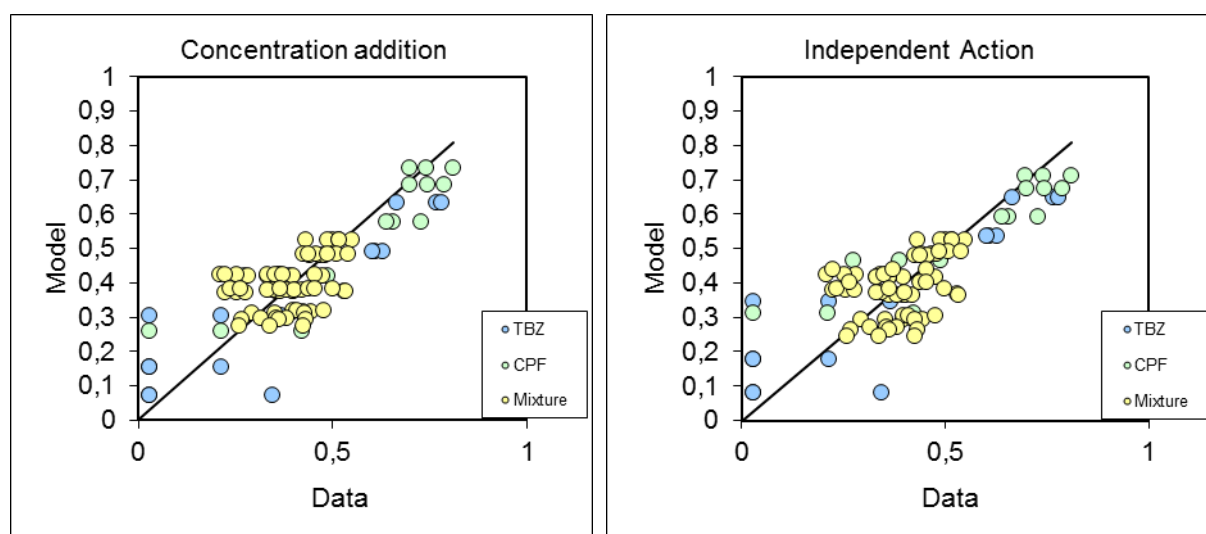 Concentration addition
1
0,9
0,8
0,7
0,6
0,5
0,4
0,3
0,2
0,1
0
Model
0
0,5
1
Data
TBZ
CPF
Mixture
Independent Action
1
0,9
0,8
0,7
0,6
0,5
0,4
0,3
0,2
0,1
0
Model
0
0,5
1
Data
TBZ
CPF
Mixture